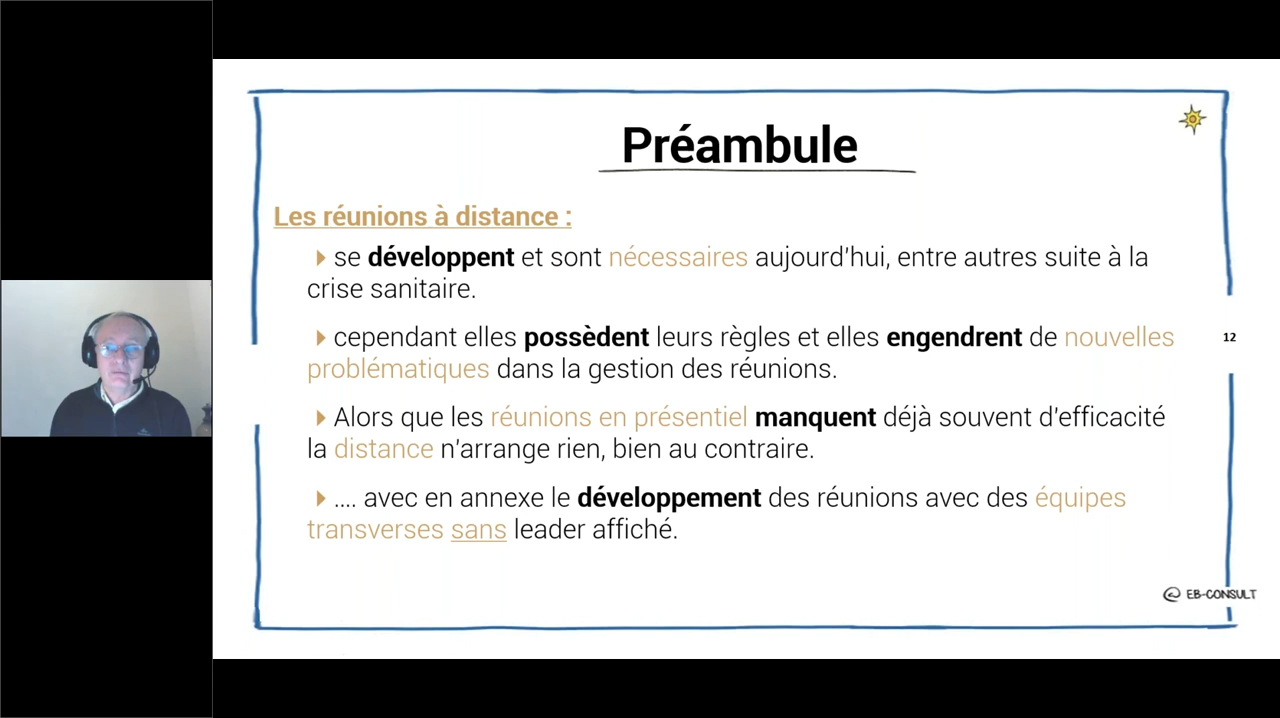 Préambule
Les réunions à distance :
se développent et sont nécessaires aujourd'hui, entre autres suite à la
crise sanitaire.
cependant elles possèdent leurs règles et elles engendrent de nouvelles
problématiques dans la gestion des réunions.
12
Alors que les réunions en présentiel manquent déjà souvent d'efficacité
la distance n'arrange rien, bien au contraire.
.... avec en annexe le développement des réunions avec des équipes
transverses sans leader affiché.
@ EB-CONSULT